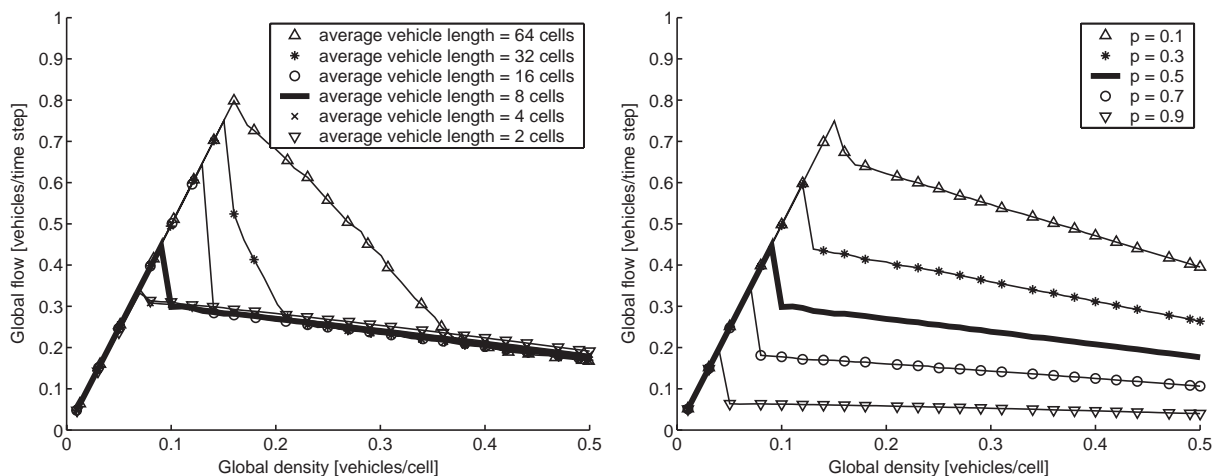 1
0.9
0.8
0.7
0.6
0.5
0.4
0.3
0.2
0.1
0
Global flow [vehicles/time step]
average vehicle length = 64 cells
average vehicle length = 32 cells
average vehicle length = 16 cells
average vehicle length = 8 cells
average vehicle length = 4 cells
average vehicle length = 2 cells
0
0.1
0.2
0.3
0.4
0.5
Global density [vehicles/cell]
1
0.9
0.8
0.7
0.6
0.5
0.4
0.3
0.2
0.1
0
Global flow [vehicles/time step]
p = 0.1
p = 0.3
p = 0.5
p = 0.7
p = 0.9
0
0.1
0.2
0.3
0.4
0.5
Global density [vehicles/cell]